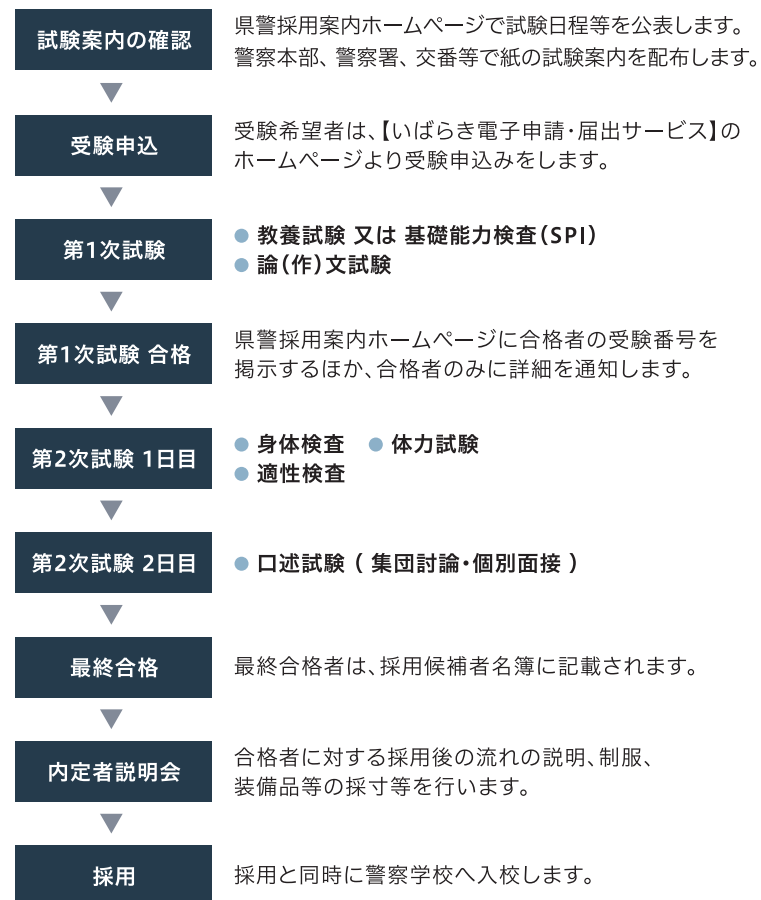 試験案内の確認
県警採用案内ホームページで試験日程等を公表します。
警察本部、警察署、交番等で紙の試験案内を配布します。
受験申込
受験希望者は、【いばらき電子申請・届出サービス】の
ホームページより受験申込みをします。
第1次試験
教養試験 又は 基礎能力検査(SPI)
論(作)文試験
第1次試験 合格
県警採用案内ホームページに合格者の受験番号を
掲示するほか、合格者のみに詳細を通知します。
第2次試験 1日目
身体検査 体力試験
適性検査
第2次試験 2日目
口述試験 ( 集団討論・個別面接 )
最終合格
最終合格者は、採用候補者名簿に記載されます。
内定者説明会
合格者に対する採用後の流れの説明、制服、
装備品等の採寸等を行います。
採用
採用と同時に警察学校へ入校します。